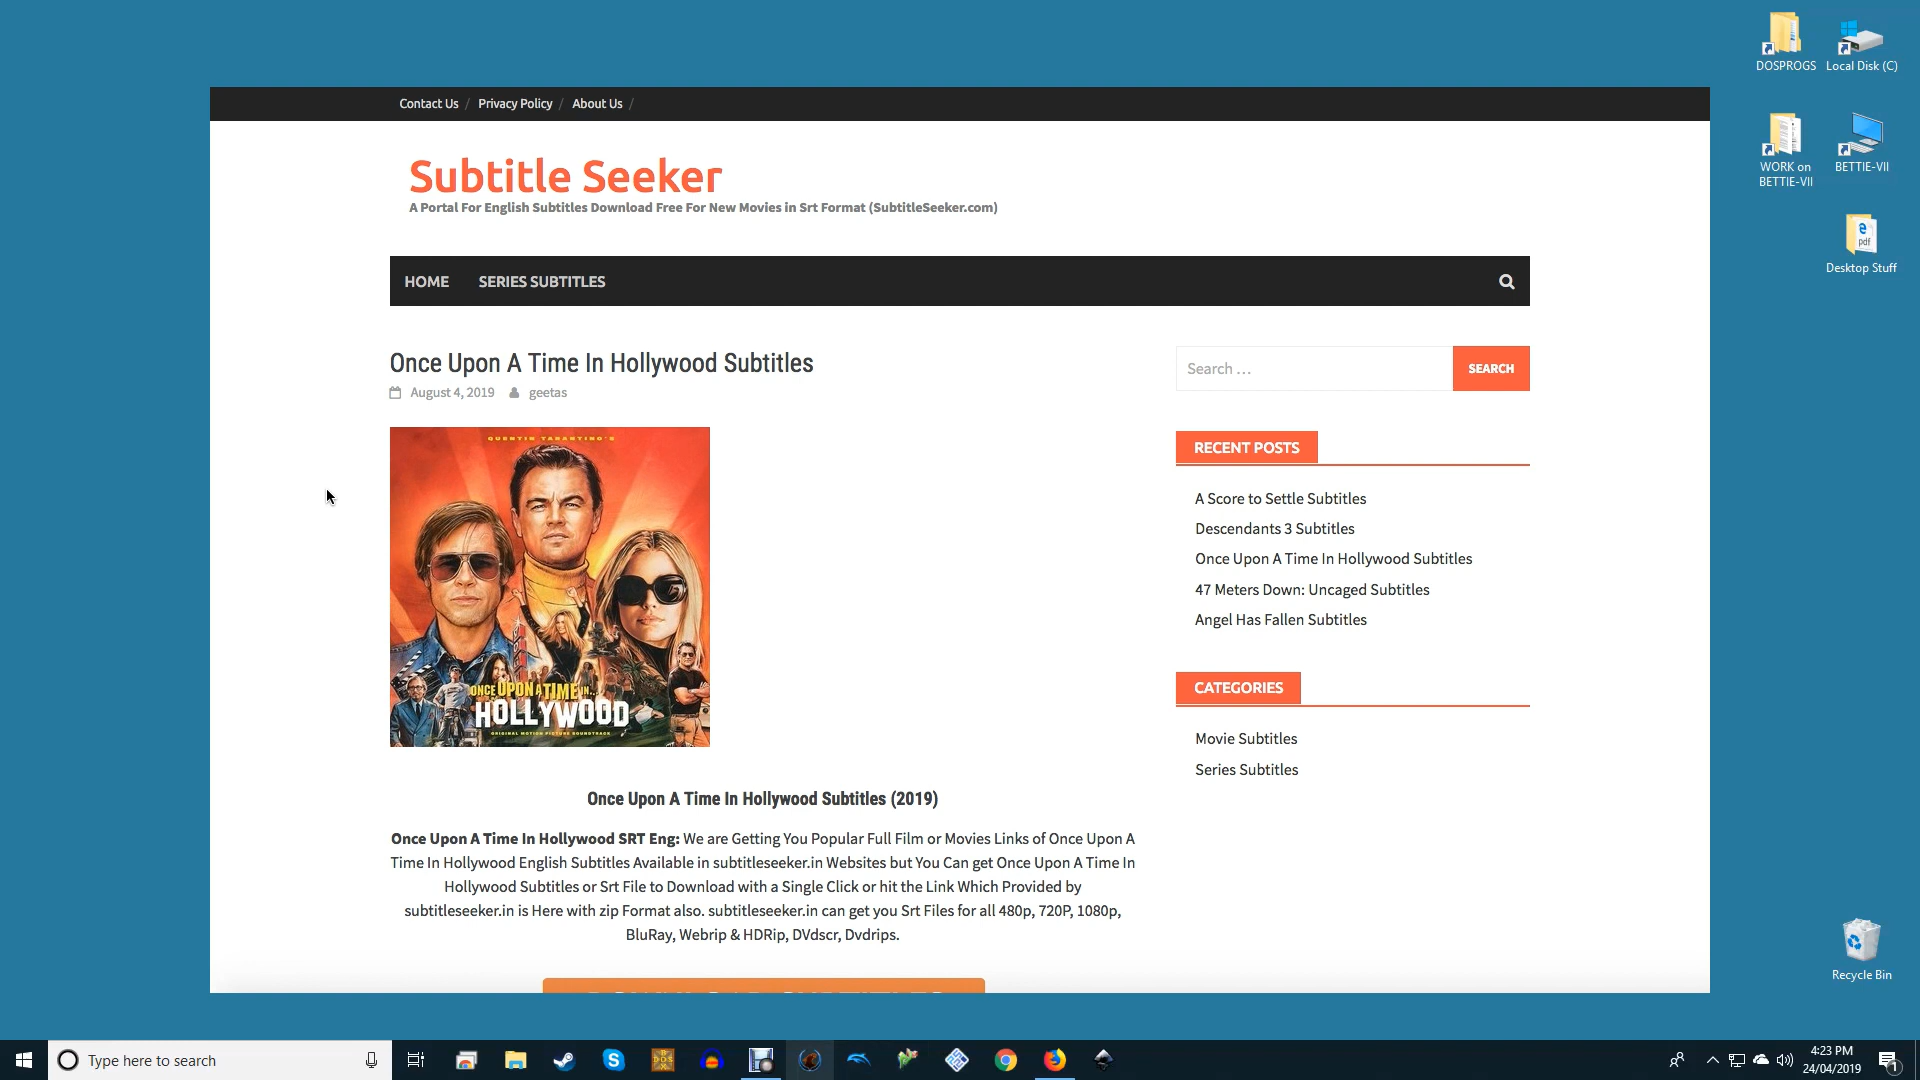 DOSPROGS
Local Disk (C)
WORK on
BETTIE-VII
BETTIE-VII
Desktop Stuff
Recycle Bin
Contact Us / Privacy Policy / About Us /
Subtitle Seeker
A Portal For English Subtitles Download Free For New Movies in Srt Format (SubtitleSeeker.com)
HOME
SERIES SUBTITLES
Once Upon A Time In Hollywood Subtitles
August 4, 2019
geetas
QUENTIN TARANTINO'S
ONCE UPON A TIME IN...
HOLLYWOOD
ORIGINAL MOTION PICTURE SOUNDTRACK
Once Upon A Time In Hollywood Subtitles (2019)
Once Upon A Time In Hollywood SRT Eng: We are Getting You Popular Full Film or Movies Links of Once Upon A
Time In Hollywood English Subtitles Available in subtitleseeker.in Websites but You Can get Once Upon A Time In
Hollywood Subtitles or Srt File to Download with a Single Click or hit the Link Which Provided by
subtitleseeker.in is Here with zip Format also. subtitleseeker.in can get you Srt Files for all 480p, 720P, 1080p,
BluRay, Webrip & HDRip, DVdscr, Dvdrips.
Search ...
SEARCH
RECENT POSTS
A Score to Settle Subtitles
Descendants 3 Subtitles
Once Upon A Time In Hollywood Subtitles
47 Meters Down: Uncaged Subtitles
Angel Has Fallen Subtitles
CATEGORIES
Movie Subtitles
Series Subtitles
Type here to search
4:23 PM
24/04/2019
1